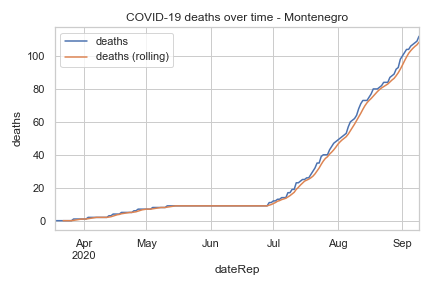 COVID-19 deaths over time - Montenegro
deaths
deaths (rolling)
deaths
100
80
60
40
20
0
Apr May Jun Jul Aug Sep
2020
dateRep